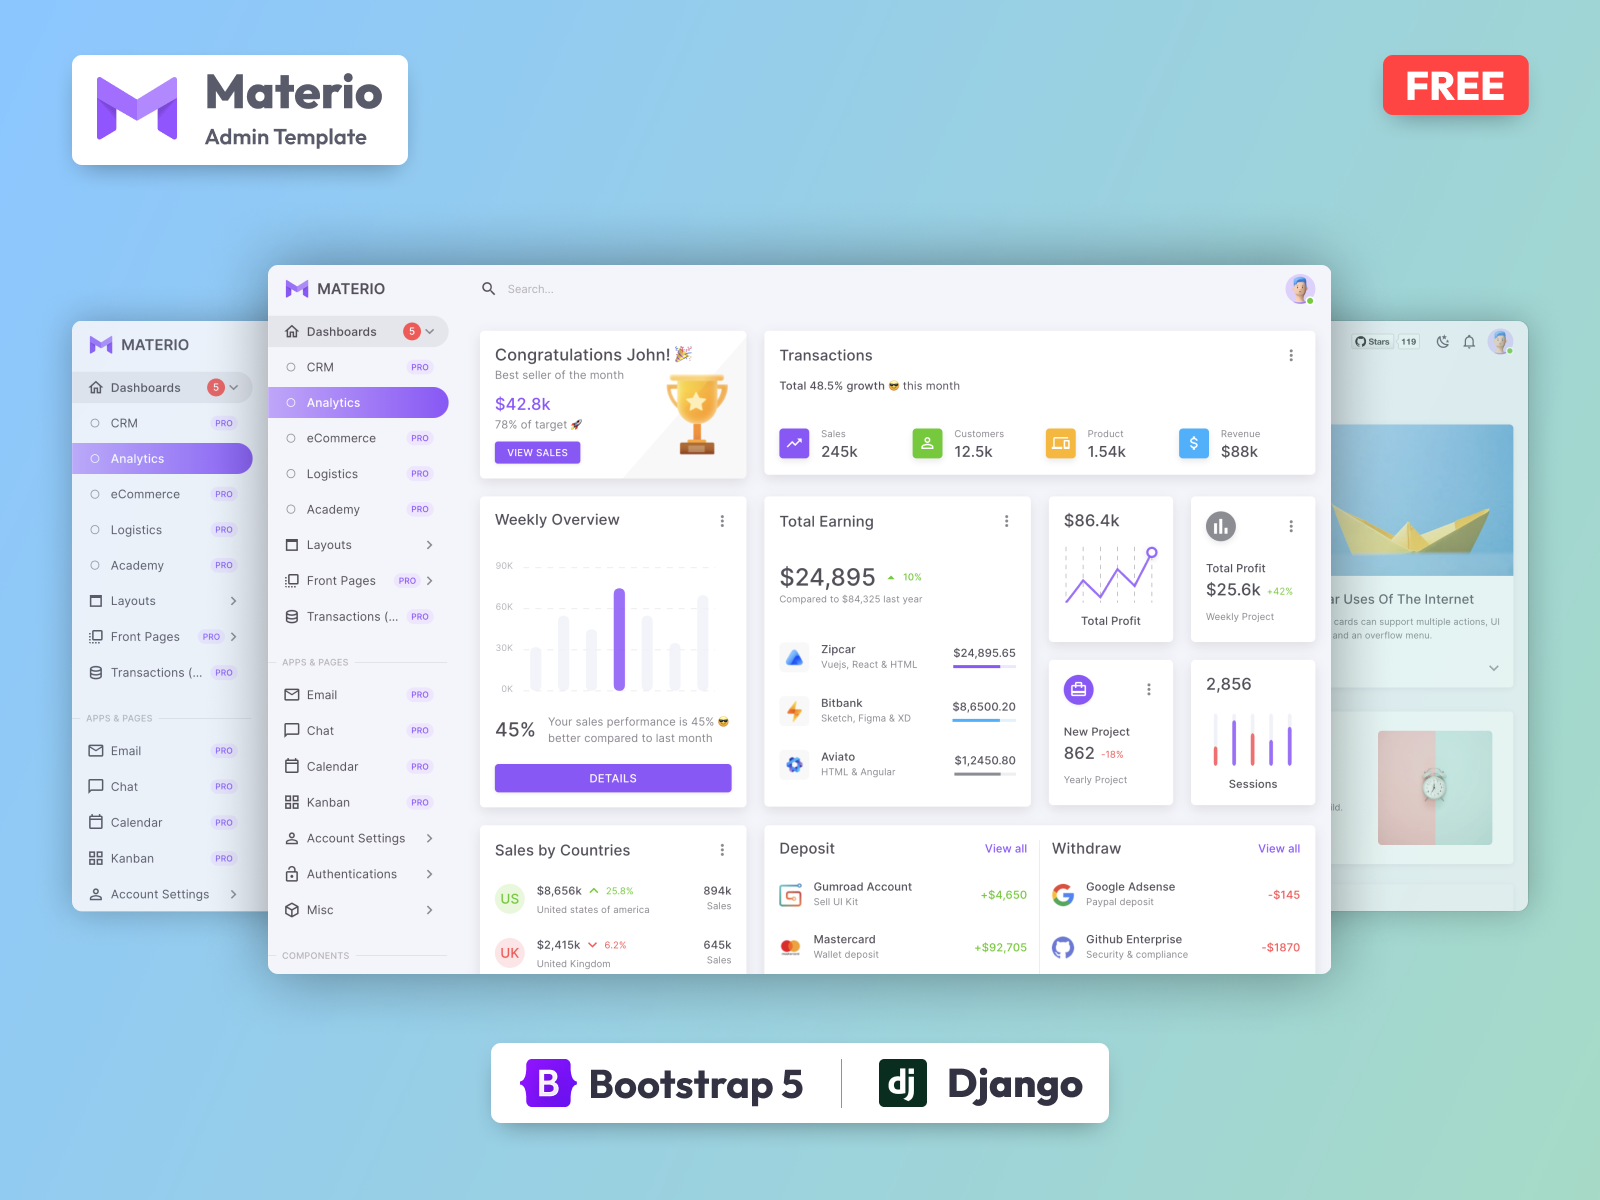 Materio
Admin Template
FREE
MATERIO
Dashboards 5
CRM PRO
Analytics
eCommerce PRO
Logistics PRO
Academy PRO
Layouts
Front Pages PRO
Transactions (... PRO
APPS & PAGES
Email PRO
Chat PRO
Calendar PRO
Kanban PRO
Account Settings
MATERIO
Search...
Dashboards 5
CRM PRO
Analytics
eCommerce PRO
Logistics PRO
Academy PRO
Layouts
Front Pages PRO
Transactions (... PRO
APPS & PAGES
Email PRO
Chat PRO
Calendar PRO
Kanban PRO
Account Settings
Authentications
Misc
COMPONENTS
Congratulations John! 🎉
Best seller of the month
$42.8k
78% of target 🚀
VIEW SALES
Transactions
Total 48.5% growth 😎 this month
Sales
245k
Customers
12.5k
Product
1.54k
Revenue
$88k
Weekly Overview
90K
60K
30K
0K
45%
Your sales performance is 45% 😎
better compared to last month
DETAILS
Total Earning
$24,895 10%
Compared to $84,325 last year
Zipcar
Vuejs, React & HTML
$24,895.65
Bitbank
Sketch, Figma & XD
$8,6500.20
Aviato
HTML & Angular
$1,2450.80
$86.4k
Total Profit
Total Profit
$25.6k +42%
Weekly Project
New Project
862 -18%
Yearly Project
2,856
Sessions
Sales by Countries
US
$8,656k 25.8%
United states of america
894k
Sales
UK
$2,415k 6.2%
United Kingdom
645k
Sales
Deposit View all
Gumroad Account
Sell UI Kit
+$4,650
Mastercard
Wallet deposit
+$92,705
Withdraw View all
Google Adsense
Paypal deposit
-$145
Github Enterprise
Security & compliance
-$1870
Stars 119
Uses Of The Internet
cards can support multiple actions, UI
and an overflow menu.
B Bootstrap 5
dj Django